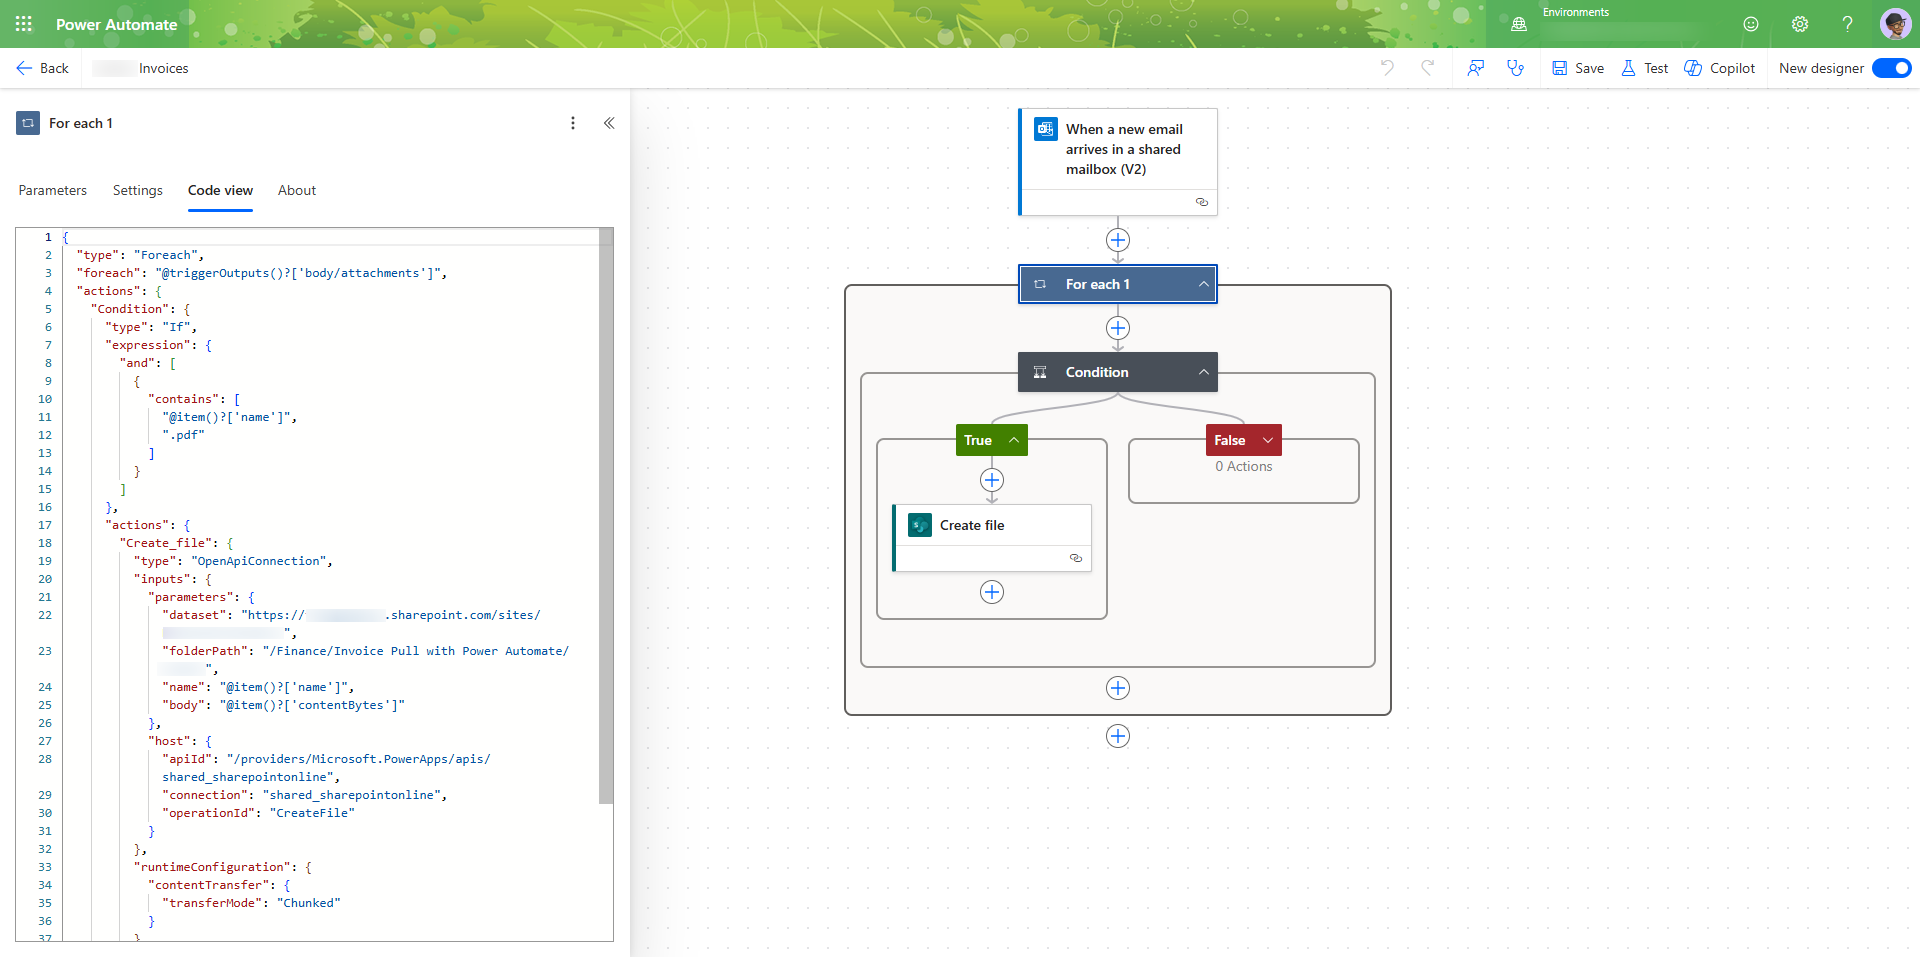 Power Automate
Environments
Back
Invoices
Save
Test
Copilot
New designer
For each 1
Parameters
Settings
Code view
About
1 {
2 "type": "Foreach",
3 "foreach": "@triggerOutputs()?['body/attachments']",
4 "actions": {
5 "Condition": {
6 "type": "If",
7 "expression": {
8 "and": [
9 {
10 "contains": [
11 "@item()?['name']",
12 ".pdf"
13 ]
14 }
15 ]
16 },
17 "actions": {
18 "Create_file": {
19 "type": "OpenApiConnection",
20 "inputs": {
21 "parameters": {
22 "dataset": "https:// .sharepoint.com/sites/
",
23 "folderPath": "/Finance/Invoice Pull with Power Automate/
",
24 "name": "@item()?['name']",
25 "body": "@item()?['contentBytes']"
26 },
27 "host": {
28 "apiId": "/providers/Microsoft.PowerApps/apis/
shared_sharepointonline",
29 "connection": "shared_sharepointonline",
30 "operationId": "CreateFile"
31 }
32 },
33 "runtimeConfiguration": {
34 "contentTransfer": {
35 "transferMode": "Chunked"
36 }
37 }
When a new email
arrives in a shared
mailbox (V2)
For each 1
Condition
True
False
0 Actions
Create file